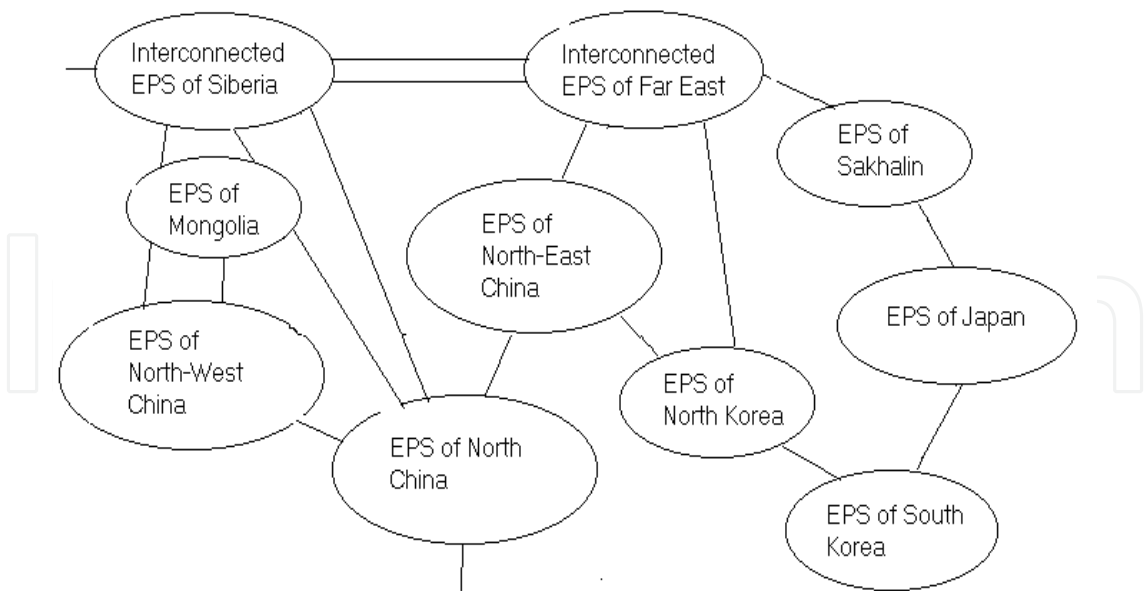 Interconnected
EPS of Siberia
Interconnected
EPS of Far East
EPS of
Sakhalin
EPS of
Mongolia
EPS of
North-East
China
EPS of Japan
EPS of
North-West
China
EPS of
North Korea
EPS of North
China
EPS of South
Korea